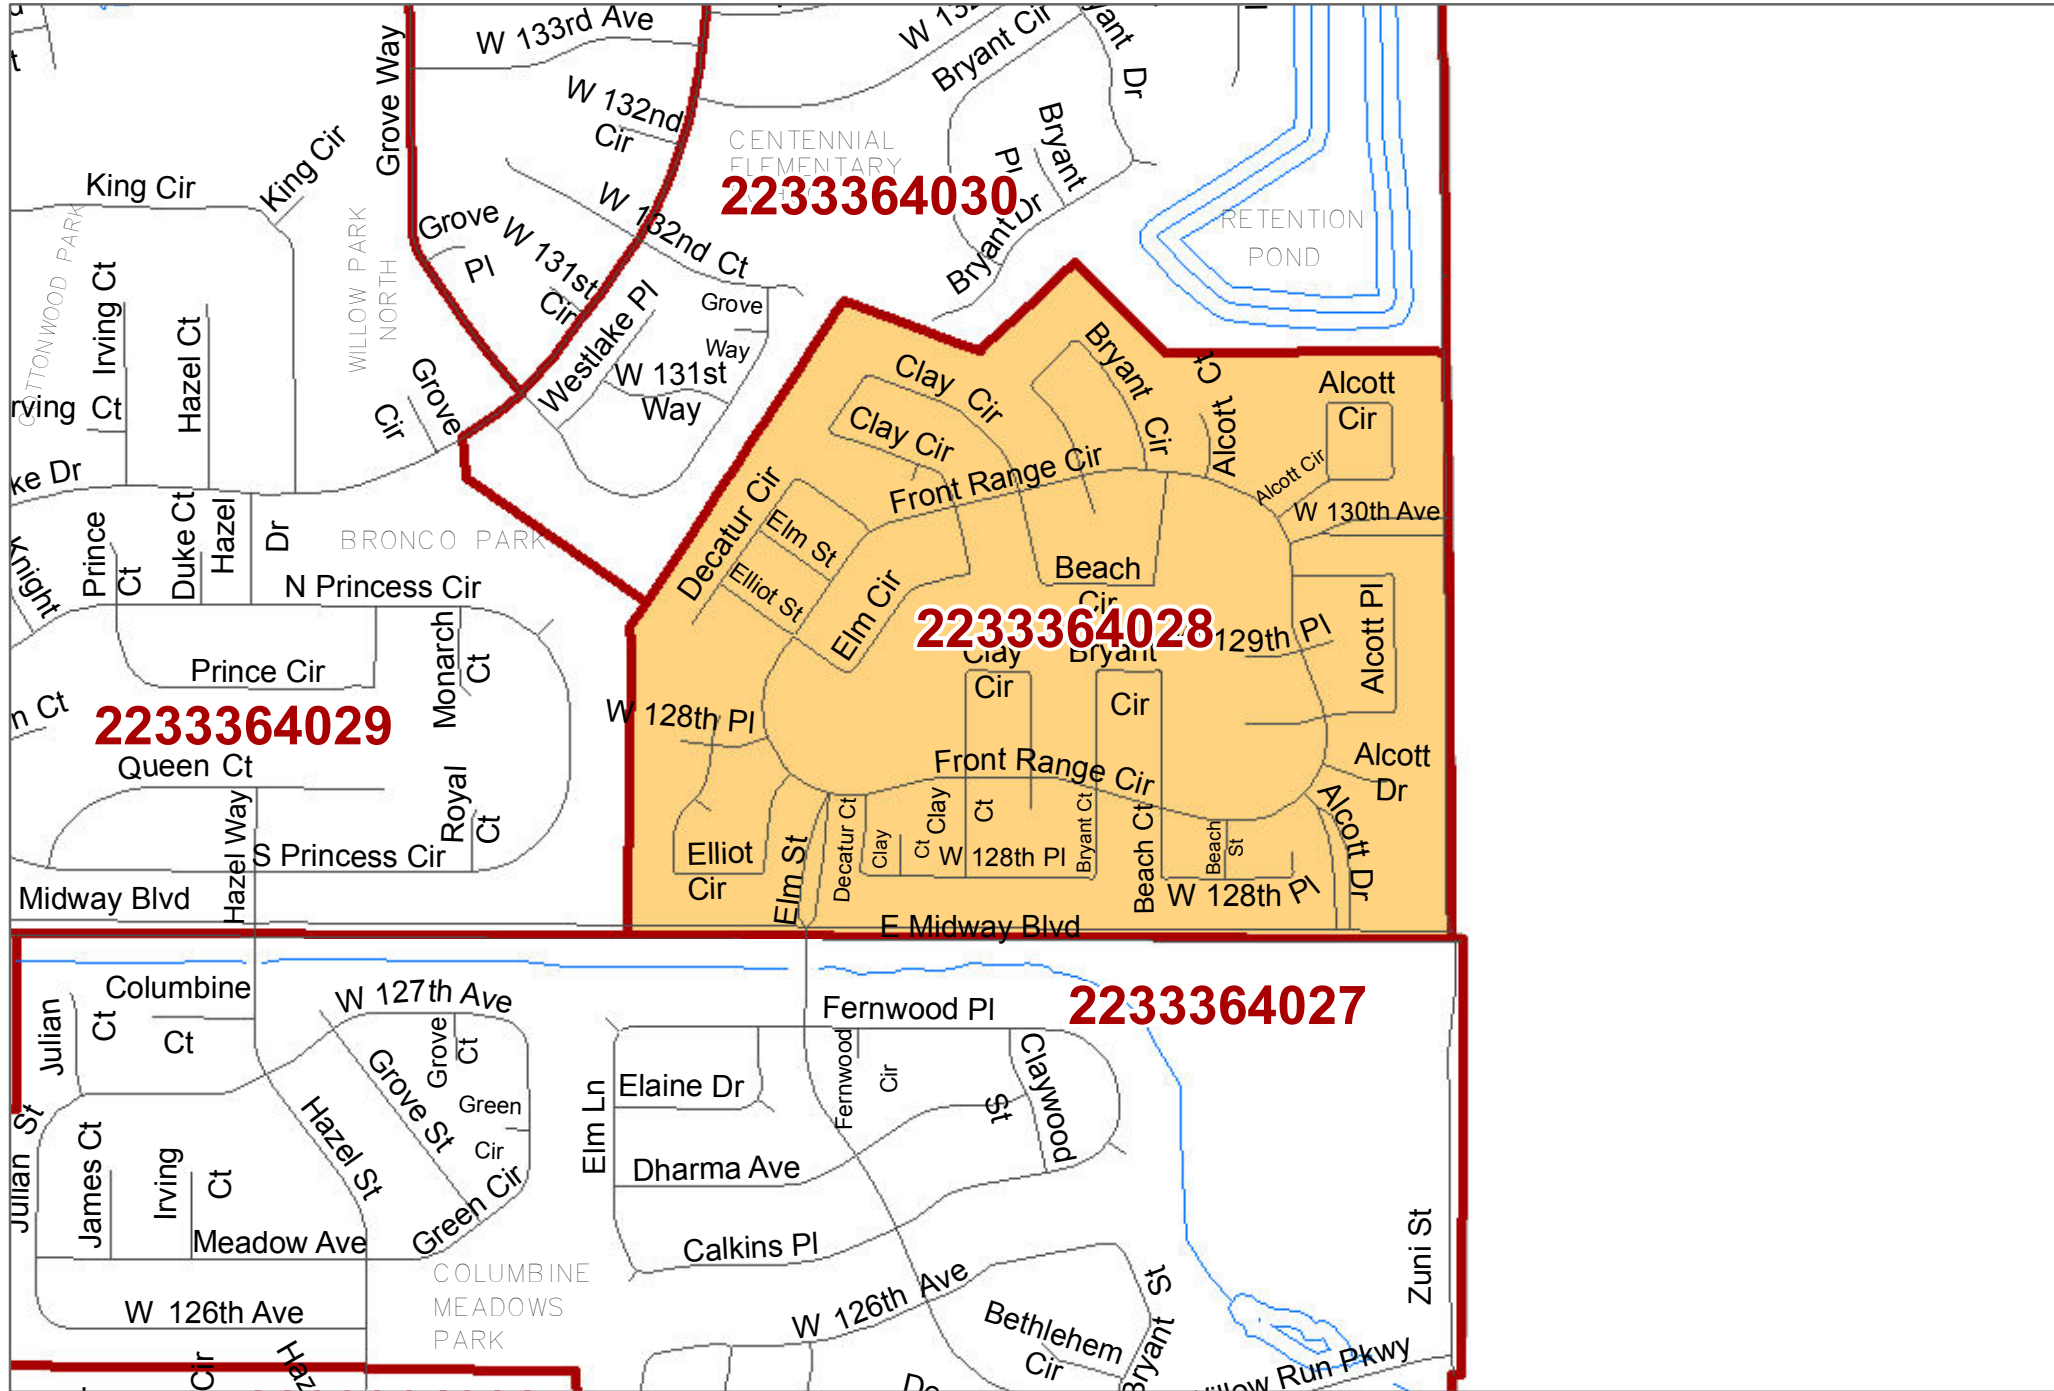 W 133rd Ave
Grove Way
W 132nd
Cir
Bryant Cir
Dr
Bryant
Pl
CENTENNIAL
ELEMENTARY
2233364030
King Cir
King Cir
COTTONWOOD PARK
WILLOW PARK
NORTH
Grove
Pl
W 131st
Cir
W 132nd Ct
Bryant Dr
RETENTION
POND
Irving Ct
Hazel Ct
Westlake Pl
Grove
Way
W 131st
Way
Grove
Cir
Ct
Clay Cir
Clay Cir
Bryant Cir
Alcott Ct
Alcott
Cir
Alcott Cir
W 130th Ave
Front Range Cir
Decatur Cir
Elm St
Elliot St
Elm Cir
Prince
Ct
Duke Ct
Hazel
Dr
BRONCO PARK
N Princess Cir
Monarch
Ct
Prince Cir
Beach
Cir
2233364028
129th Pl
Alcott Pl
Clay
Cir
Bryant
Cir
2233364029
W 128th Pl
Queen Ct
Front Range Cir
Alcott
Dr
Hazel Way
Royal
Ct
S Princess Cir
Midway Blvd
Elliot
Cir
Elm St
Decatur Ct
Clay
Ct
Clay
Ct
W 128th Pl
Bryant Ct
Beach Ct
Beach
St
W 128th Pl
Alcott Dr
E Midway Blvd
Columbine
Ct
Julian
Ct
W 127th Ave
Grove
Ct
Grove St
Green
Cir
Green Cir
Hazel St
Fernwood Pl
2233364027
Elm Ln
Elaine Dr
Fernwood
Cir
Claywood
St
Julian St
James Ct
Irving
Ct
Dharma Ave
Meadow Ave
Calkins Pl
COLUMBINE
MEADOWS
PARK
W 126th Ave
W 126th Ave
Bethlehem
Cir
Bryant
St
Zuni St
Run Pkwy
Cir